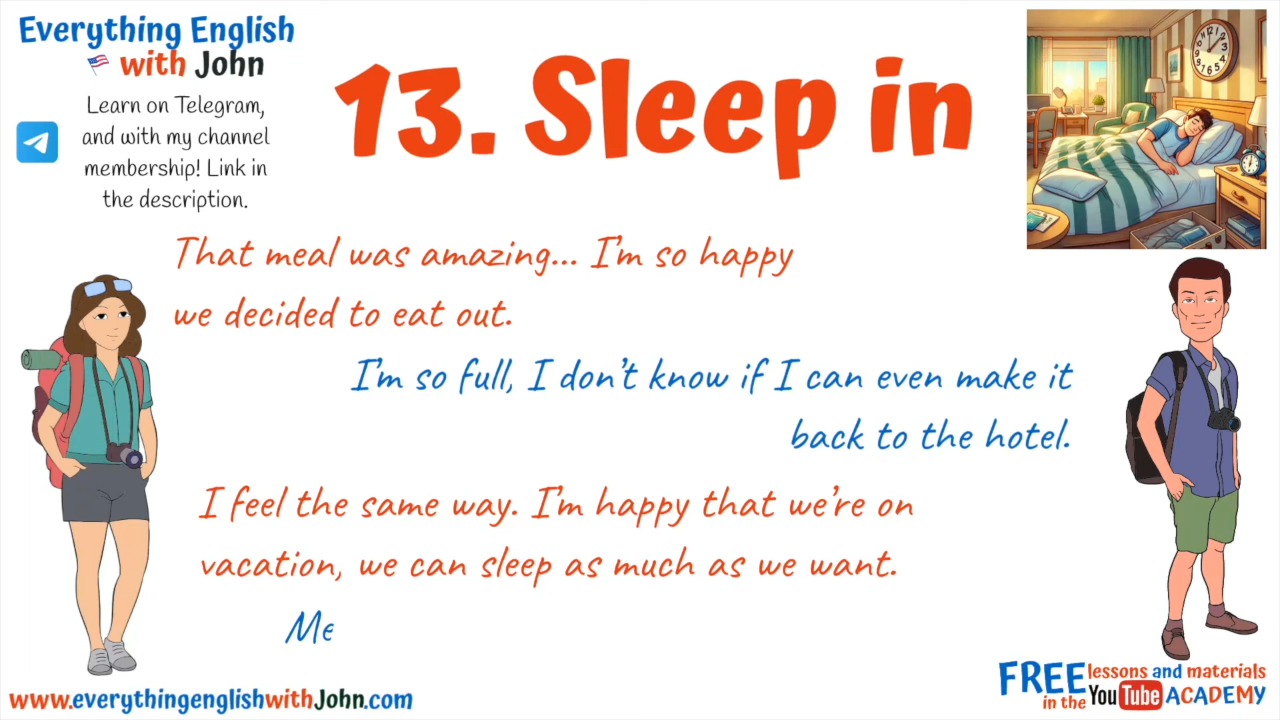 Everything English
with John
Learn on Telegram,
and with my channel
membership! Link in
the description.
13. Sleep in
That meal was amazing... I'm so happy
we decided to eat out.
I'm so full, I don't know if I can even make it
back to the hotel.
I feel the same way. I'm happy that we're on
vacation, we can sleep as much as we want.
Me
www.everythingenglishwithJohn.com
FREE lessons and materials
in the YouTube ACADEMY